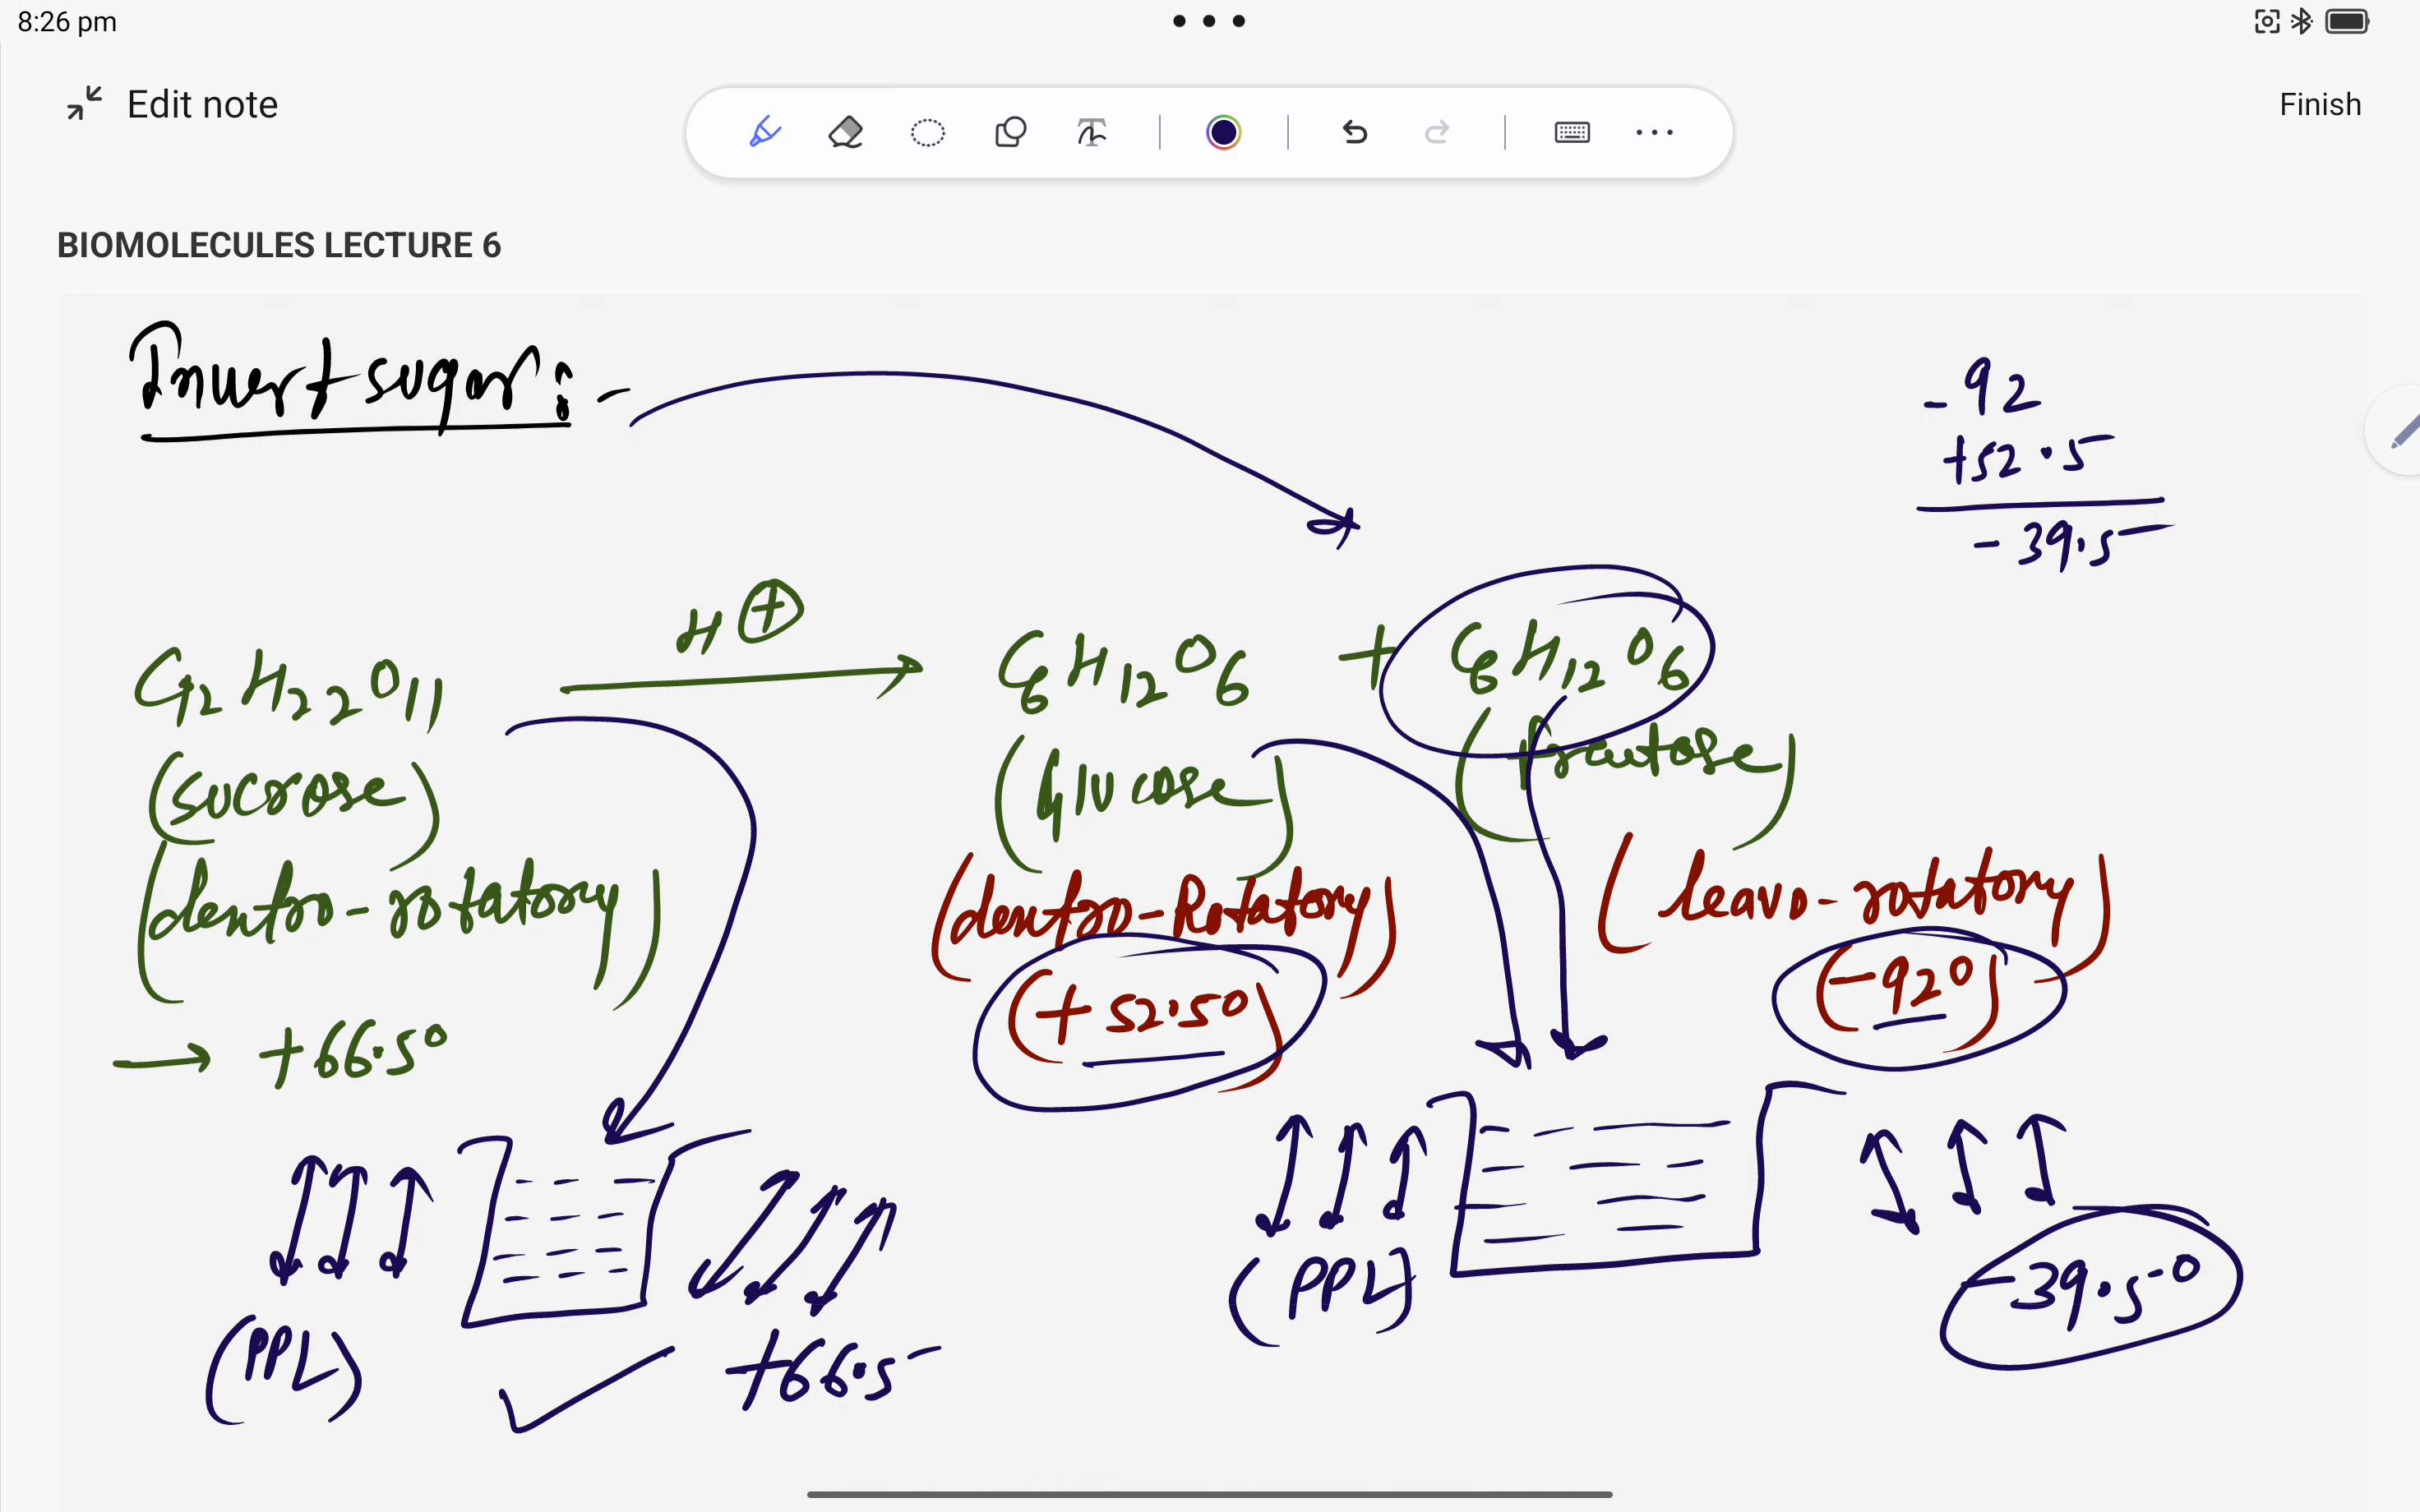 8:26 pm
Edit note
Finish
BIOMOLECULES LECTURE 6
Invert sugar:-
-92
+52.5
-39.5
H⊕
C12H22O11 → C6H12O6 + C6H12O6
(sucrose) (Glucose) (fructose)
(dextro-rotatory) (dextro-Rotatory) (leavo-rotatory)
→ +66.5° (+52.5°) (-92°)
(PPL) +66.5 (PPL) -39.5°